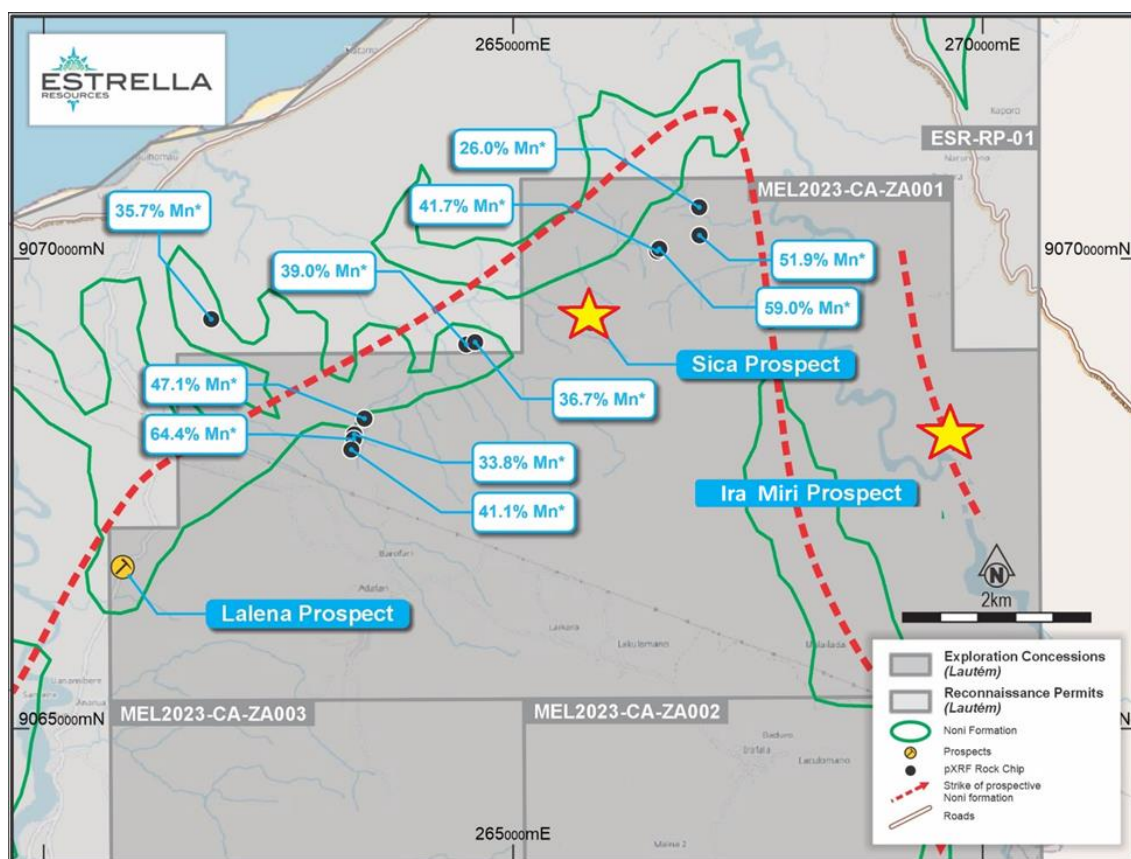 265000mE
270000mE
ESTRELLA
RESOURCES
ESR-RP-01
26.0% Mn*
MEL2023-CA-ZA001
35.7% Mn*
41.7% Mn*
9070000mN
9070000mN
39.0% Mn*
51.9% Mn*
59.0% Mn*
Sica Prospect
47.1% Mn*
36.7% Mn*
64.4% Mn*
33.8% Mn*
Ira Miri Prospect
41.1% Mn*
N
2km
Lalena Prospect
Exploration Concessions
(Lautém)
Reconnaissance Permits
(Lautém)
Noni Formation
Prospects
pXRF Rock Chip
Strike of prospective
Noni formation
Roads
MEL2023-CA-ZA003
MEL2023-CA-ZA002
9065000mN
265000mE